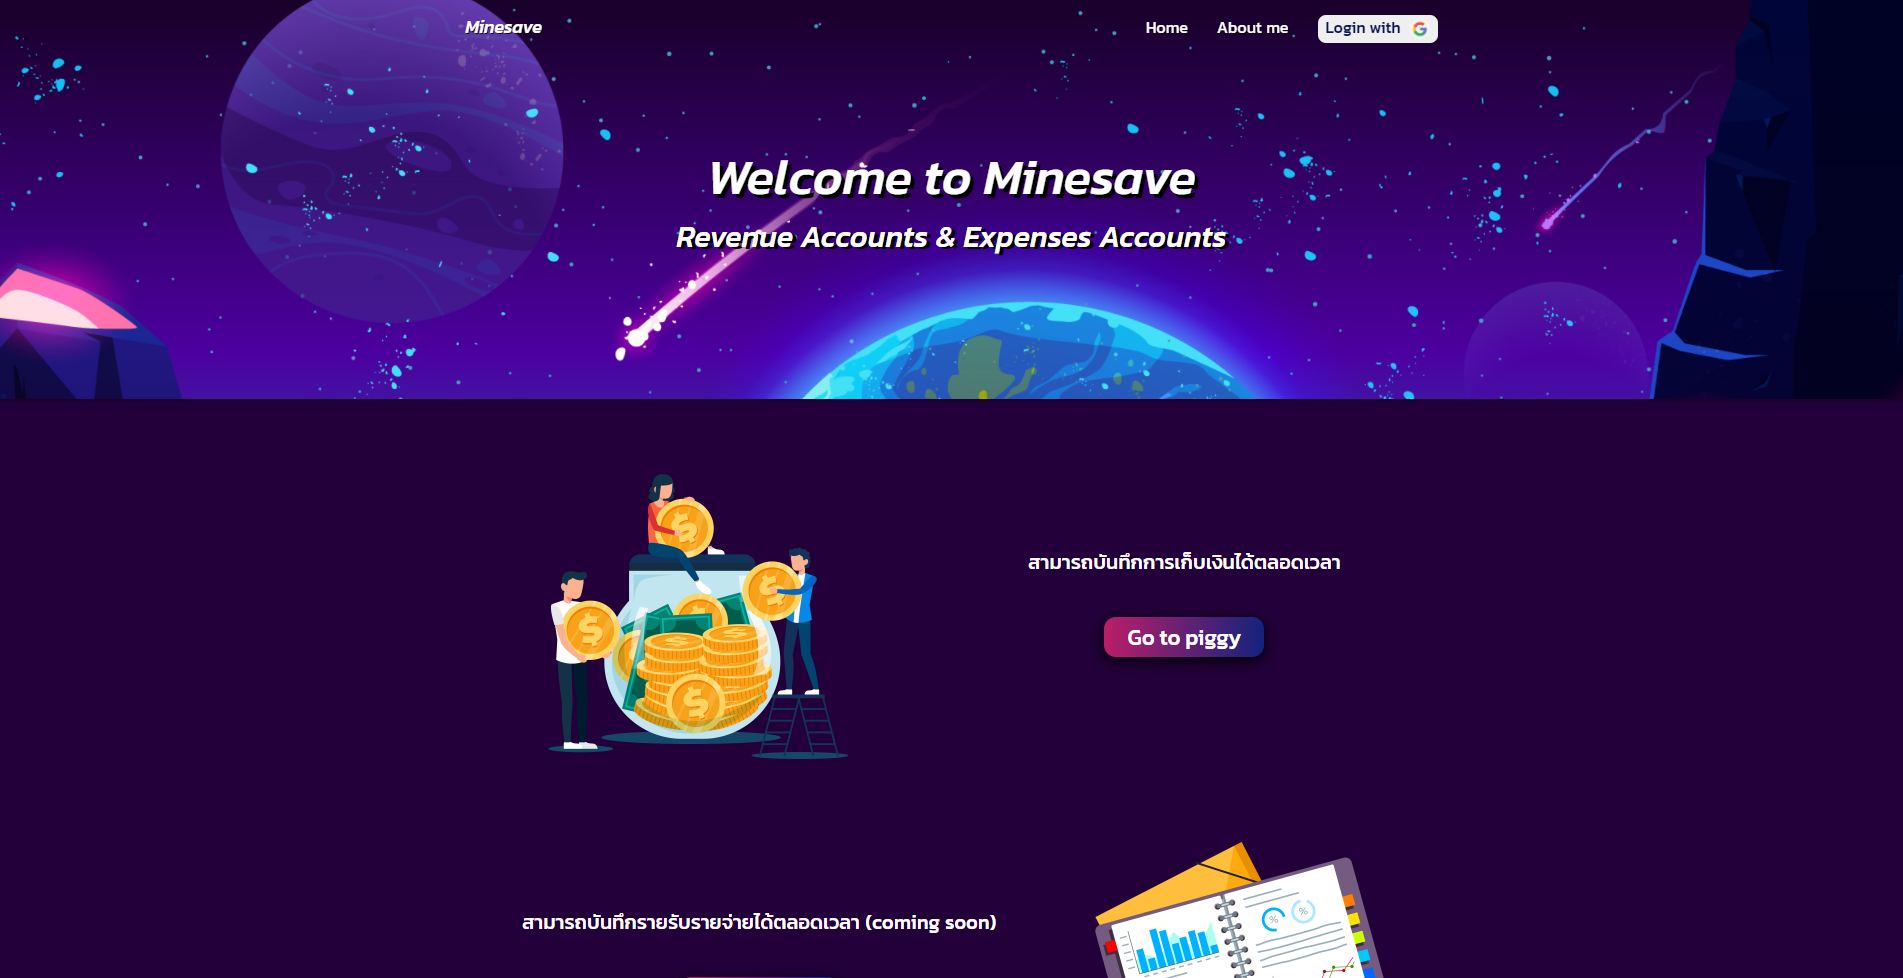 Minesave
Home
About me
Login with
Welcome to Minesave
Revenue Accounts & Expenses Accounts
สามารถบันทึกการเก็บเงินได้ตลอดเวลา
Go to piggy
สามารถบันทึกรายรับรายจ่ายได้ตลอดเวลา (coming soon)